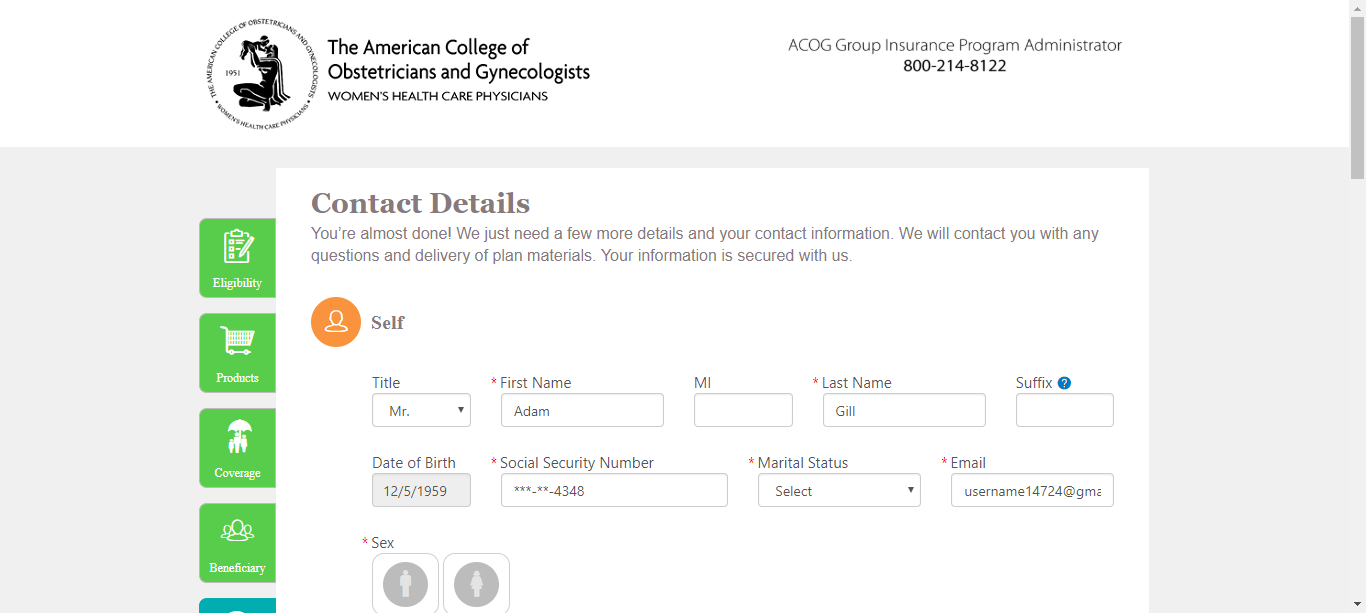 THE AMERICAN COLLEGE OF OBSTETRICIANS AND GYNECOLOGISTS
1951
WOMEN'S HEALTH CARE PHYSICIANS
The American College of
Obstetricians and Gynecologists
WOMEN'S HEALTH CARE PHYSICIANS
ACOG Group Insurance Program Administrator
800-214-8122
Contact Details
You're almost done! We just need a few more details and your contact information. We will contact you with any
questions and delivery of plan materials. Your information is secured with us.
Eligibility
Products
Coverage
Beneficiary
Self
Title * First Name MI * Last Name Suffix ?
Mr. Adam Gill
Date of Birth * Social Security Number * Marital Status * Email
12/5/1959 ***-**-4348 Select username14724@gma
* Sex